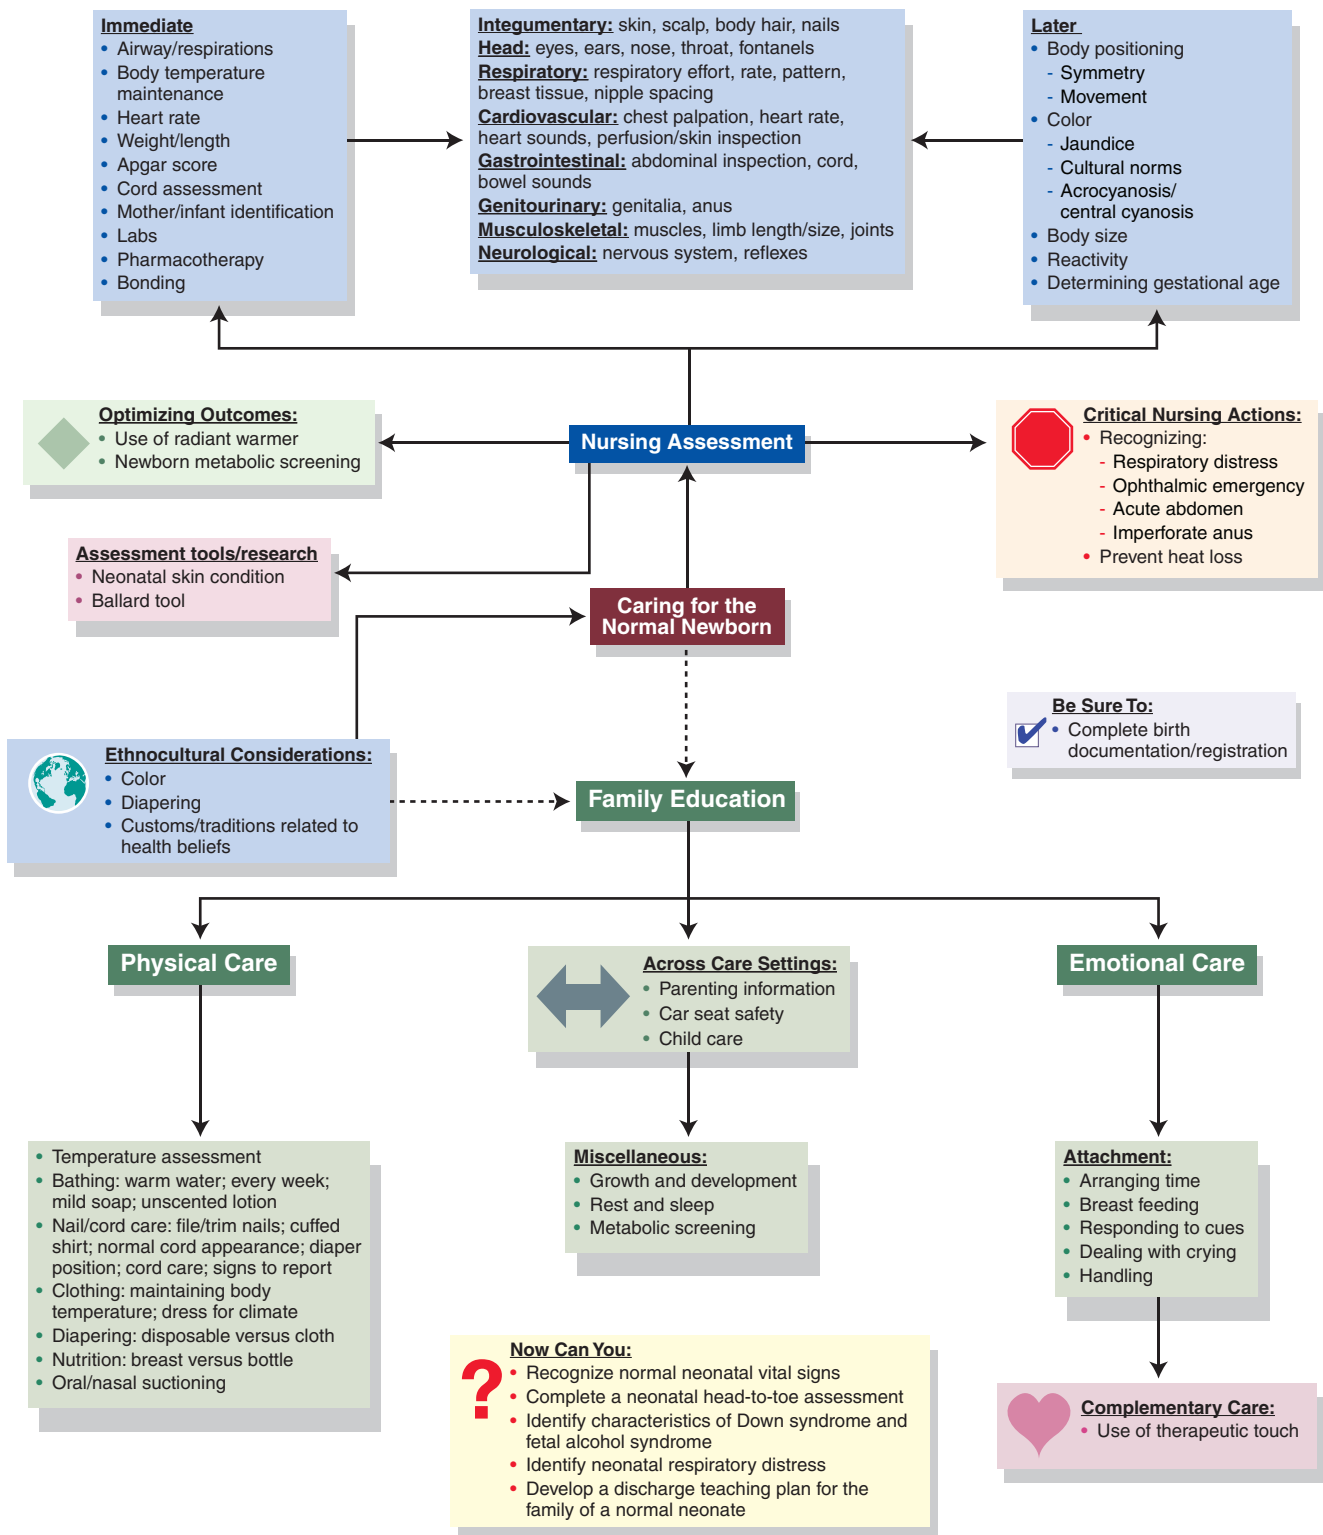 Immediate
• Airway/respirations
• Body temperature
maintenance
• Heart rate
• Weight/length
• Apgar score
• Cord assessment
• Mother/infant identification
• Labs
• Pharmacotherapy
• Bonding
Integumentary: skin, scalp, body hair, nails
Head: eyes, ears, nose, throat, fontanels
Respiratory: respiratory effort, rate, pattern,
breast tissue, nipple spacing
Cardiovascular: chest palpation, heart rate,
heart sounds, perfusion/skin inspection
Gastrointestinal: abdominal inspection, cord,
bowel sounds
Genitourinary: genitalia, anus
Musculoskeletal: muscles, limb length/size, joints
Neurological: nervous system, reflexes
Later
• Body positioning
- Symmetry
- Movement
• Color
- Jaundice
- Cultural norms
- Acrocyanosis/
central cyanosis
• Body size
• Reactivity
• Determining gestational age
Optimizing Outcomes:
• Use of radiant warmer
• Newborn metabolic screening
Nursing Assessment
Critical Nursing Actions:
• Recognizing:
- Respiratory distress
- Ophthalmic emergency
- Acute abdomen
- Imperforate anus
• Prevent heat loss
Assessment tools/research
• Neonatal skin condition
• Ballard tool
Caring for the
Normal Newborn
Be Sure To:
• Complete birth
documentation/registration
Ethnocultural Considerations:
• Color
• Diapering
• Customs/traditions related to
health beliefs
Family Education
Physical Care
Across Care Settings:
• Parenting information
• Car seat safety
• Child care
Emotional Care
• Temperature assessment
• Bathing: warm water; every week;
mild soap; unscented lotion
• Nail/cord care: file/trim nails; cuffed
shirt; normal cord appearance; diaper
position; cord care; signs to report
• Clothing: maintaining body
temperature; dress for climate
• Diapering: disposable versus cloth
• Nutrition: breast versus bottle
• Oral/nasal suctioning
Miscellaneous:
• Growth and development
• Rest and sleep
• Metabolic screening
Attachment:
• Arranging time
• Breast feeding
• Responding to cues
• Dealing with crying
• Handling
?
Now Can You:
• Recognize normal neonatal vital signs
• Complete a neonatal head-to-toe assessment
• Identify characteristics of Down syndrome and
fetal alcohol syndrome
• Identify neonatal respiratory distress
• Develop a discharge teaching plan for the
family of a normal neonate
Complementary Care:
• Use of therapeutic touch